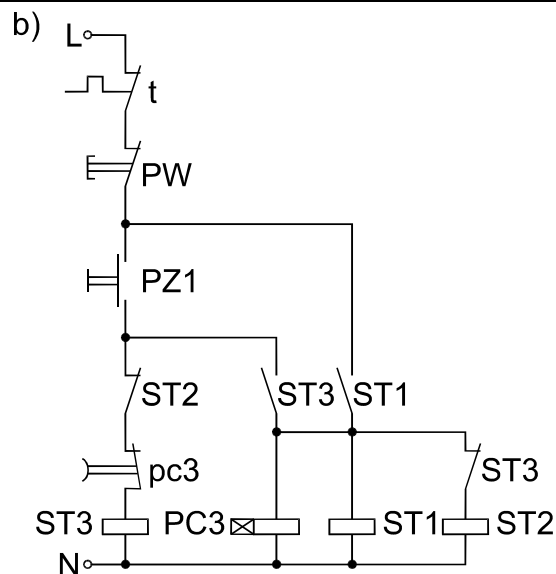 b)
L
t
PW
PZ1
ST2 ST3 ST1
pc3 ST3
ST3 PC3 ST1 ST2
N